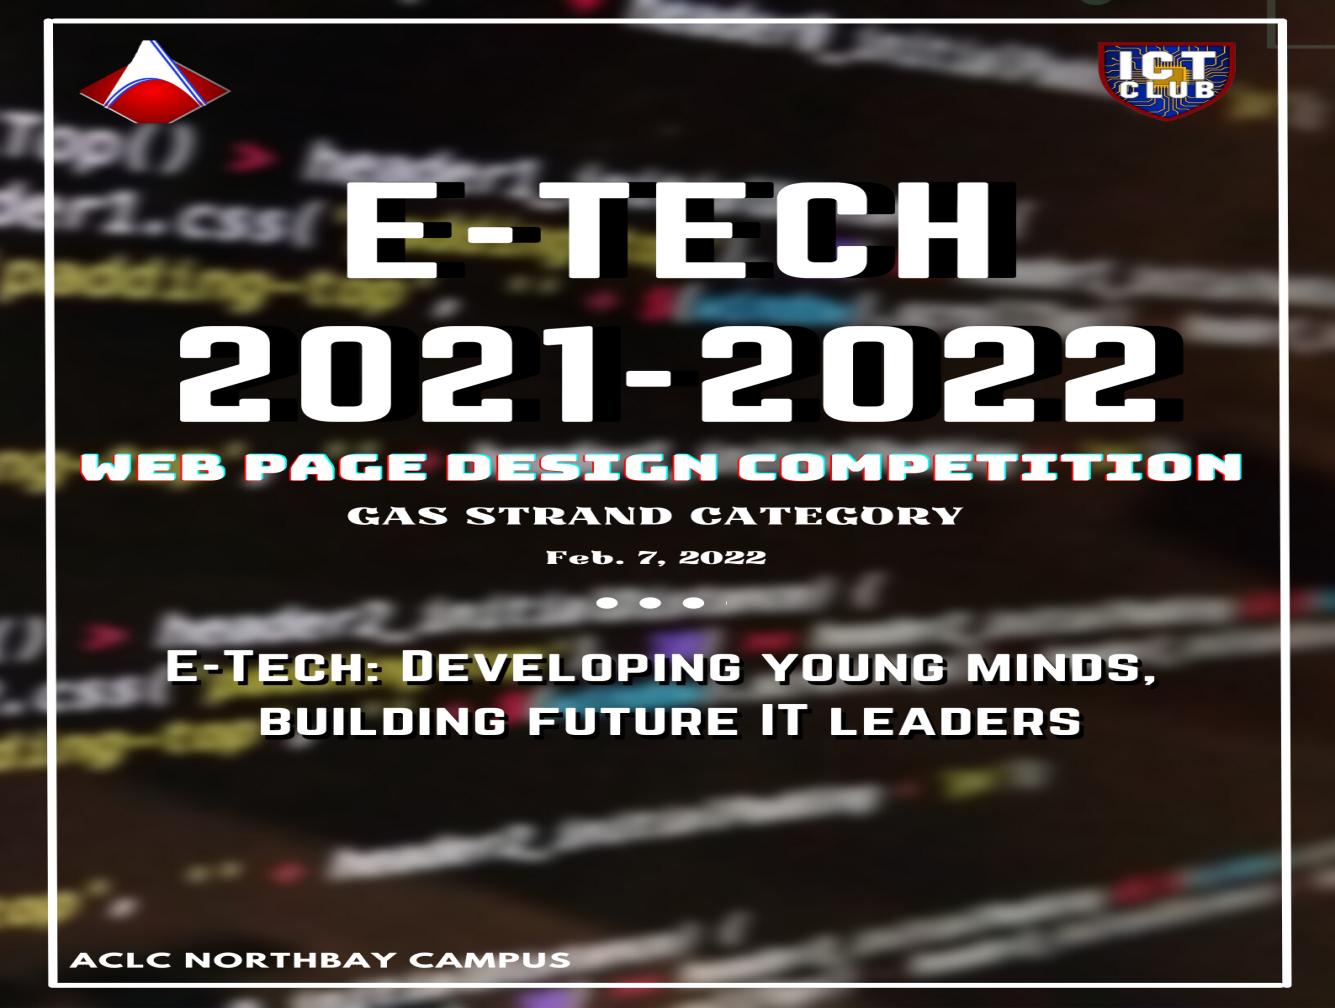 ICT
CLUB
E-TECH
2021-2022
WEB PAGE DESIGN COMPETITION
GAS STRAND CATEGORY
Feb. 7, 2022
E-Tech: Developing young minds,
building future IT leaders
ACLC NORTHBAY CAMPUS